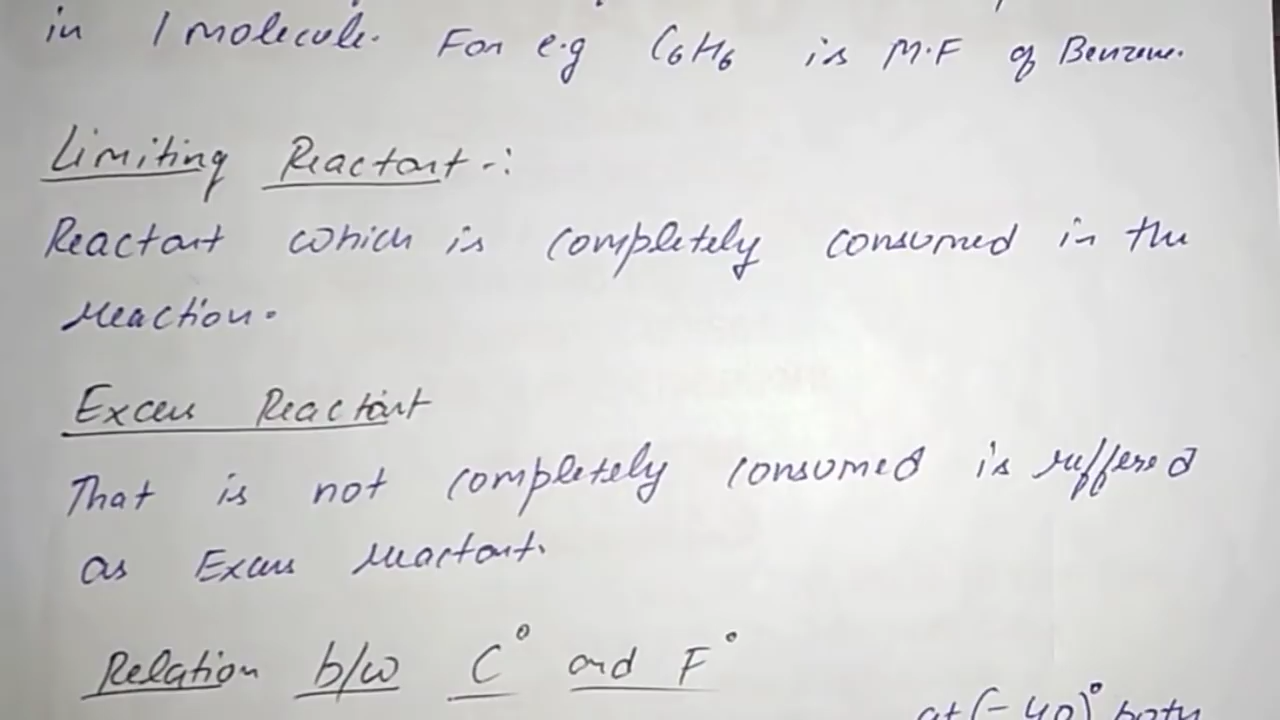 in 1 molecule. For e.g C6H6 is M.F of Benzene.
Limiting Reactant -:
Reactant which is completely consumed in the
reaction.
Excess Reactant
That is not completely consumed is reffered
as Excess reactant.
Relation b/w C° and F°
at (-40)° both